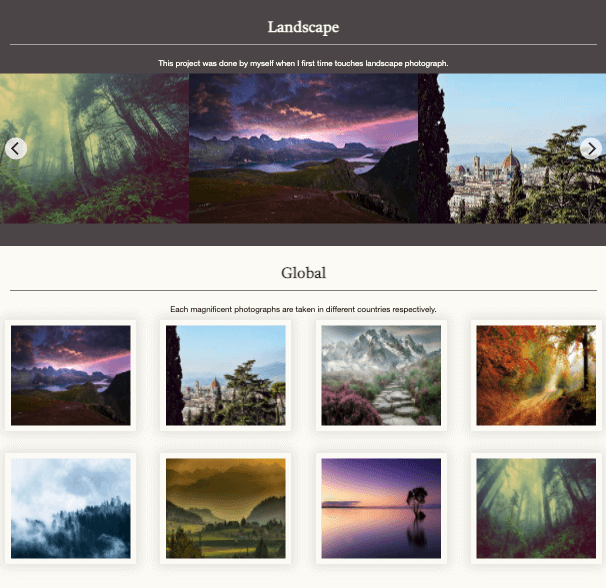 Landscape
This project was done by myself when I first time touches landscape photograph.
Global
Each magnificent photographs are taken in different countries respectively.